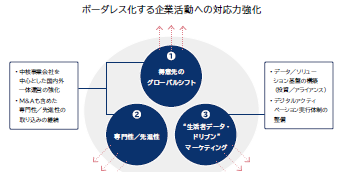 ボーダレス化する企業活動への対応力強化
1
得意先の
グローバルシフト
・中核事業会社を
中心とした国内外
一体運営の強化
・M&Aも含めた
専門性／先進性の
取り込みの継続
2
専門性／先進性
3
“生活者データ・
ドリブン”
マーケティング
・データ／ソリュー
ション基盤の構築
（投資／アライアンス）
・デジタルアクティ
ベーション実行体制の
整備